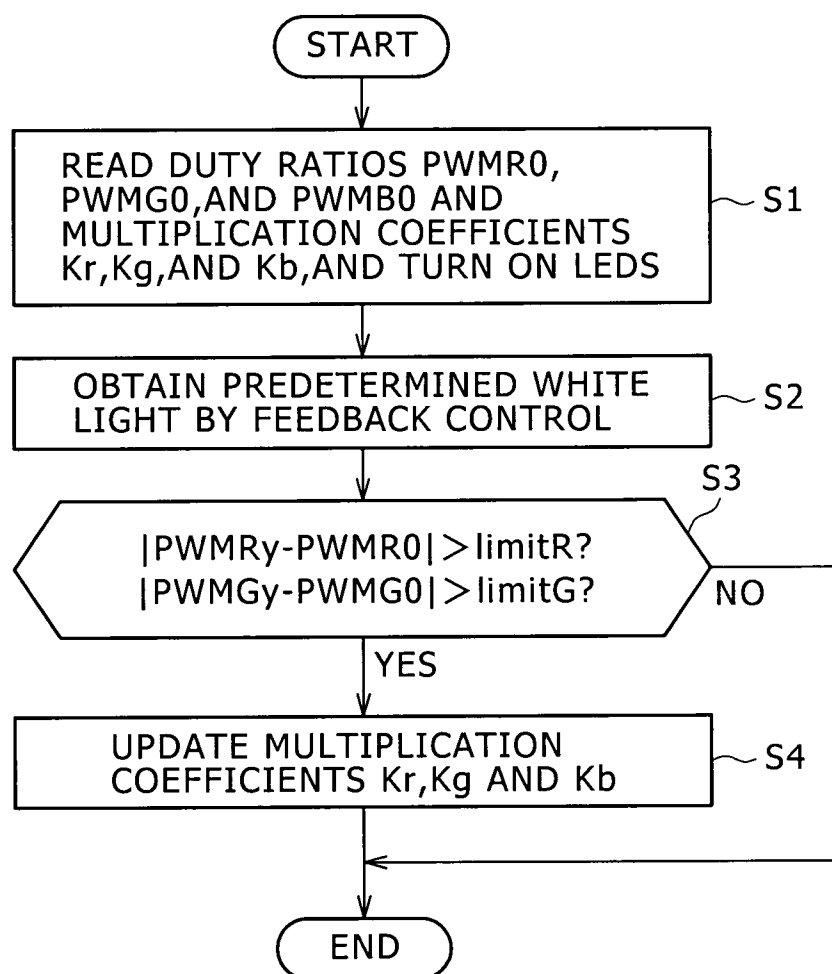 START
READ DUTY RATIOS PWMR0,
PWMG0,AND PWMB0 AND
MULTIPLICATION COEFFICIENTS
Kr,Kg,AND Kb,AND TURN ON LEDS
S1
OBTAIN PREDETERMINED WHITE
LIGHT BY FEEDBACK CONTROL
S2
S3
|PWMRy-PWMR0|>limitR?
|PWMGy-PWMG0|>limitG?
NO
YES
UPDATE MULTIPLICATION
COEFFICIENTS Kr,Kg AND Kb
S4
END